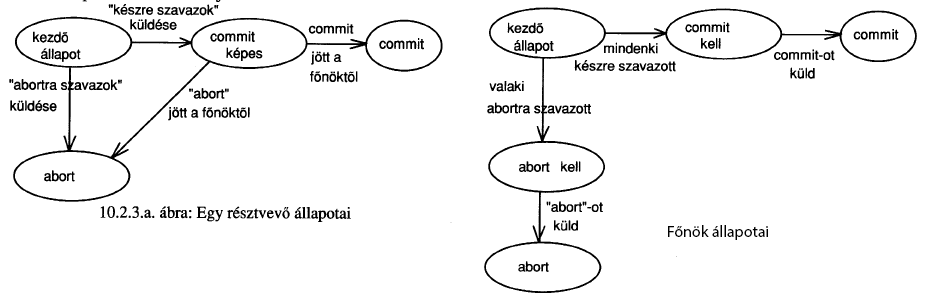 "készre szavazok"
küldése
kezdő
állapot
commit
képes
commit
jött a
főnöktől
commit
"abortra szavazok"
küldése
"abort"
jött a főnöktől
abort
10.2.3.a. ábra: Egy résztvevő állapotai
kezdő
állapot
mindenki
készre szavazott
commit
kell
commit-ot
küld
commit
valaki
abortra szavazott
abort kell
"abort"-ot
küld
abort
Főnök állapotai